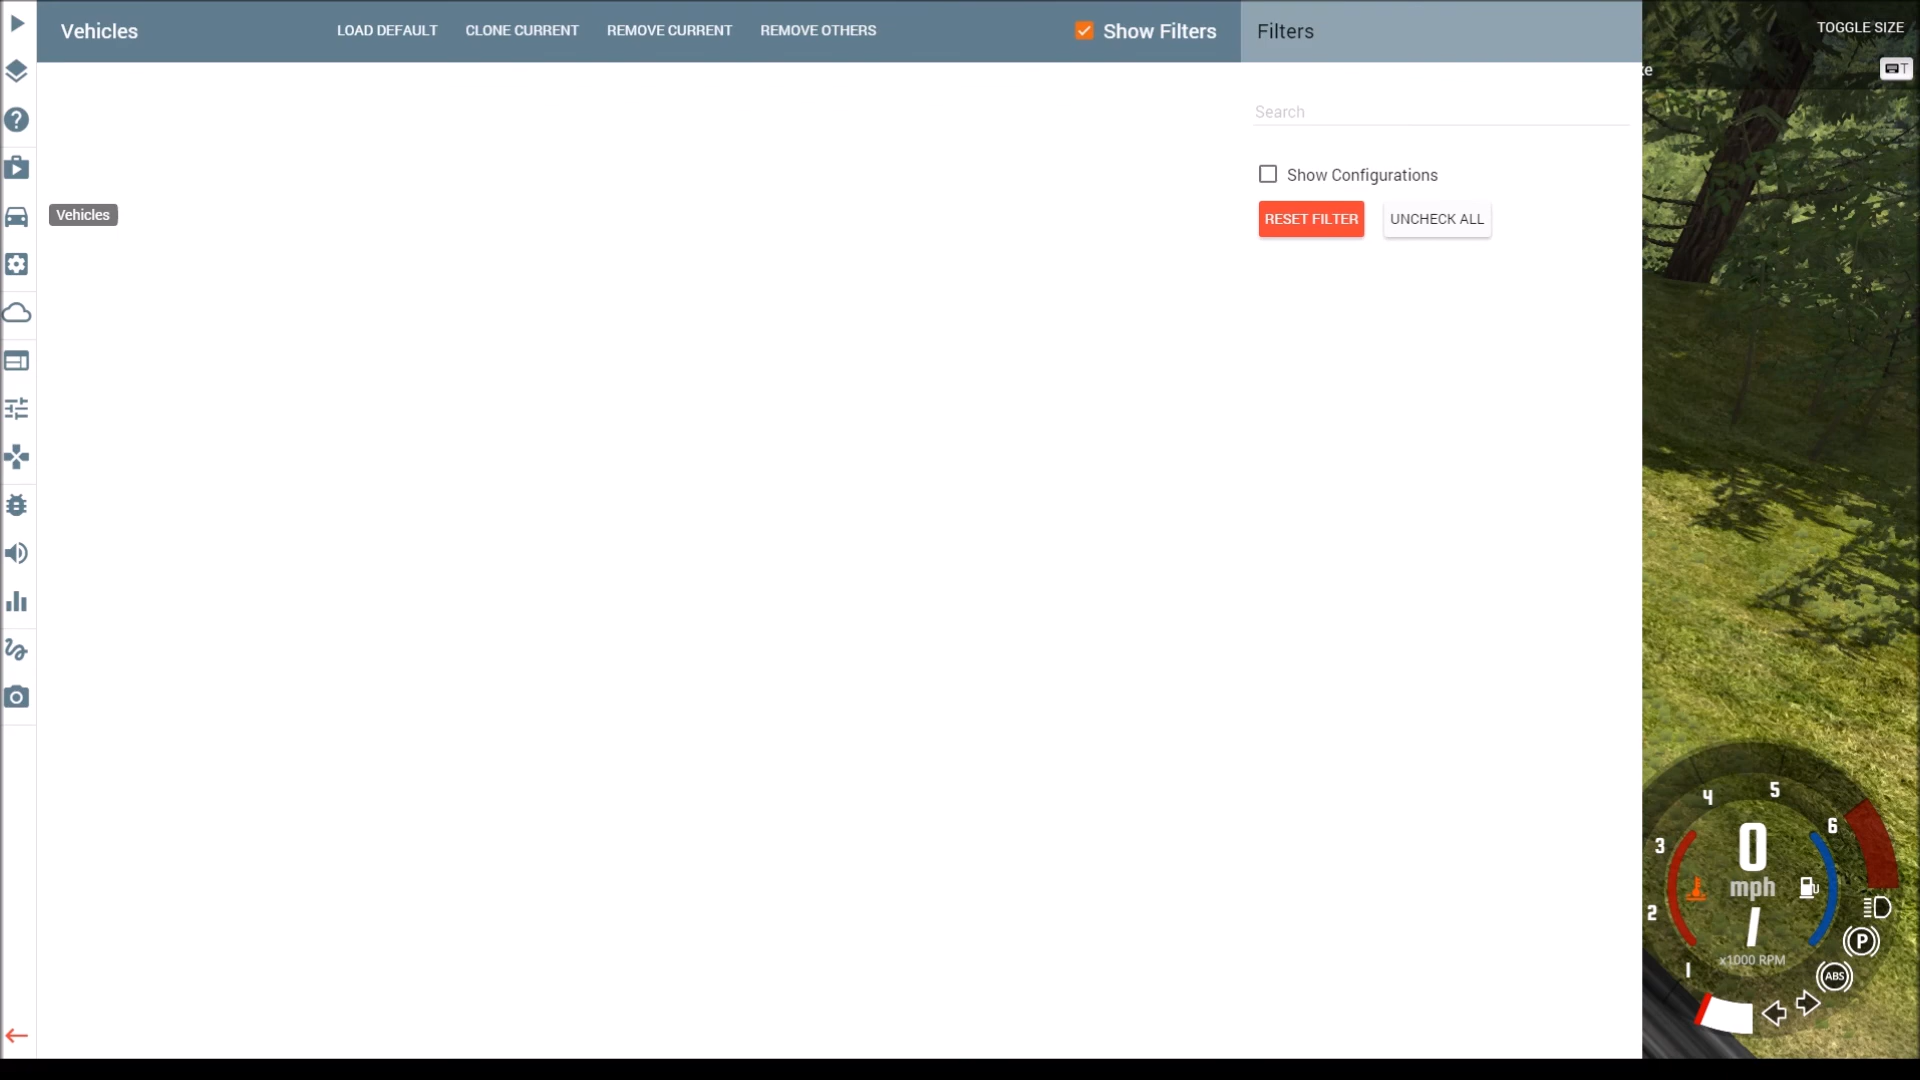 Vehicles
LOAD DEFAULT
CLONE CURRENT
REMOVE CURRENT
REMOVE OTHERS
Show Filters
Filters
TOGGLE SIZE
T
Search
Show Configurations
RESET FILTER
UNCHECK ALL
Vehicles
1
2
3
4
5
6
0
mph
1
x1000 RPM
P
ABS